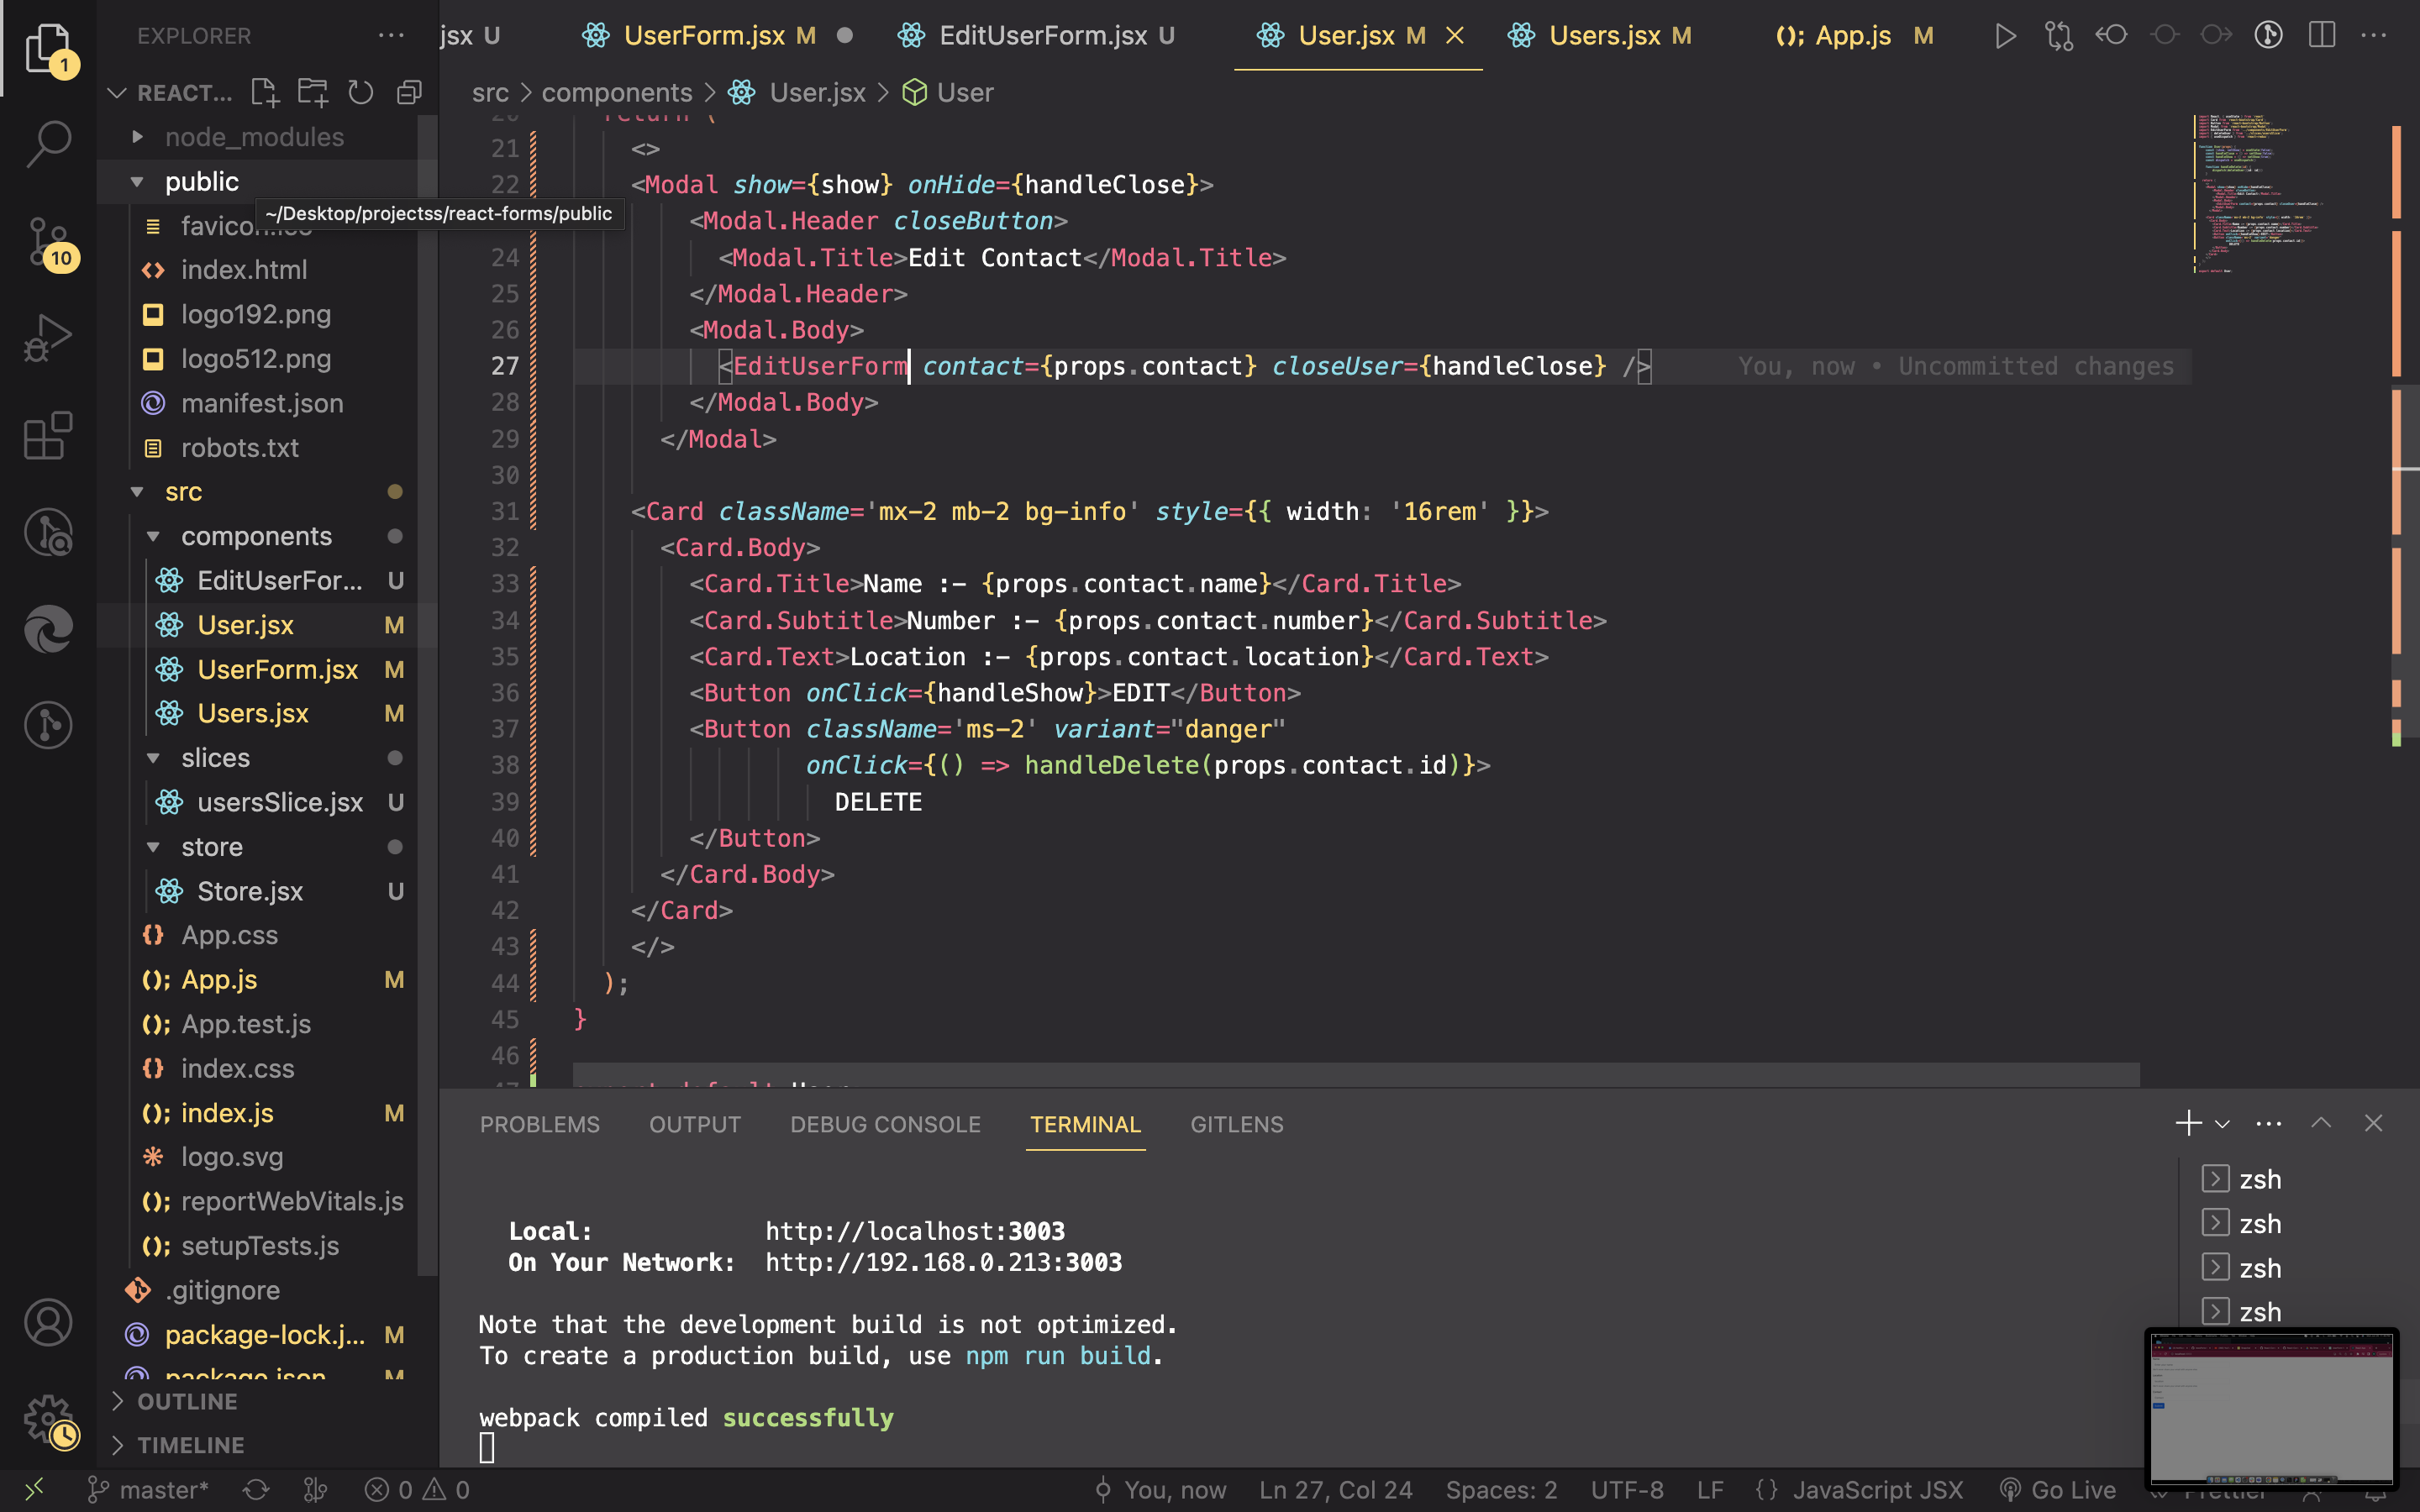 EXPLORER
REACT...
node_modules
public
~/Desktop/projectss/react-forms/public
index.html
logo192.png
logo512.png
manifest.json
robots.txt
src
components
EditUserFor... U
User.jsx M
UserForm.jsx M
Users.jsx M
slices
usersSlice.jsx U
store
Store.jsx U
App.css
App.js M
App.test.js
index.css
index.js M
logo.svg
reportWebVitals.js
setupTests.js
.gitignore
package-lock.j... M
package.json M
OUTLINE
TIMELINE
1
10
jsx U
UserForm.jsx M
EditUserForm.jsx U
User.jsx M
Users.jsx M
App.js M
src > components > User.jsx > User
20 return (
21 <>
22 <Modal show={show} onHide={handleClose}>
<Modal.Header closeButton>
24 <Modal.Title>Edit Contact</Modal.Title>
25 </Modal.Header>
26 <Modal.Body>
27 <EditUserForm contact={props.contact} closeUser={handleClose} /> You, now • Uncommitted changes
28 </Modal.Body>
29 </Modal>
30
31 <Card className='mx-2 mb-2 bg-info' style={{ width: '16rem' }}>
32 <Card.Body>
33 <Card.Title>Name :- {props.contact.name}</Card.Title>
34 <Card.Subtitle>Number :- {props.contact.number}</Card.Subtitle>
35 <Card.Text>Location :- {props.contact.location}</Card.Text>
36 <Button onClick={handleShow}>EDIT</Button>
37 <Button className='ms-2' variant="danger"
38 onClick={() => handleDelete(props.contact.id)}>
39 DELETE
40 </Button>
41 </Card.Body>
42 </Card>
43 </>
44 );
45 }
46
47 export default User
PROBLEMS OUTPUT DEBUG CONSOLE TERMINAL GITLENS
Local: http://localhost:3003
On Your Network: http://192.168.0.213:3003
Note that the development build is not optimized.
To create a production build, use npm run build.
webpack compiled successfully
zsh
zsh
zsh
zsh
master* 0 0 You, now Ln 27, Col 24 Spaces: 2 UTF-8 LF {} JavaScript JSX Go Live Prettier